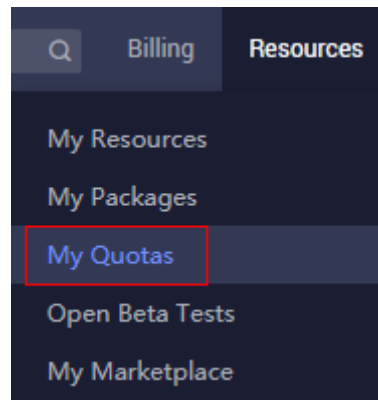 Billing Resources
My Resources
My Packages
My Quotas
Open Beta Tests
My Marketplace